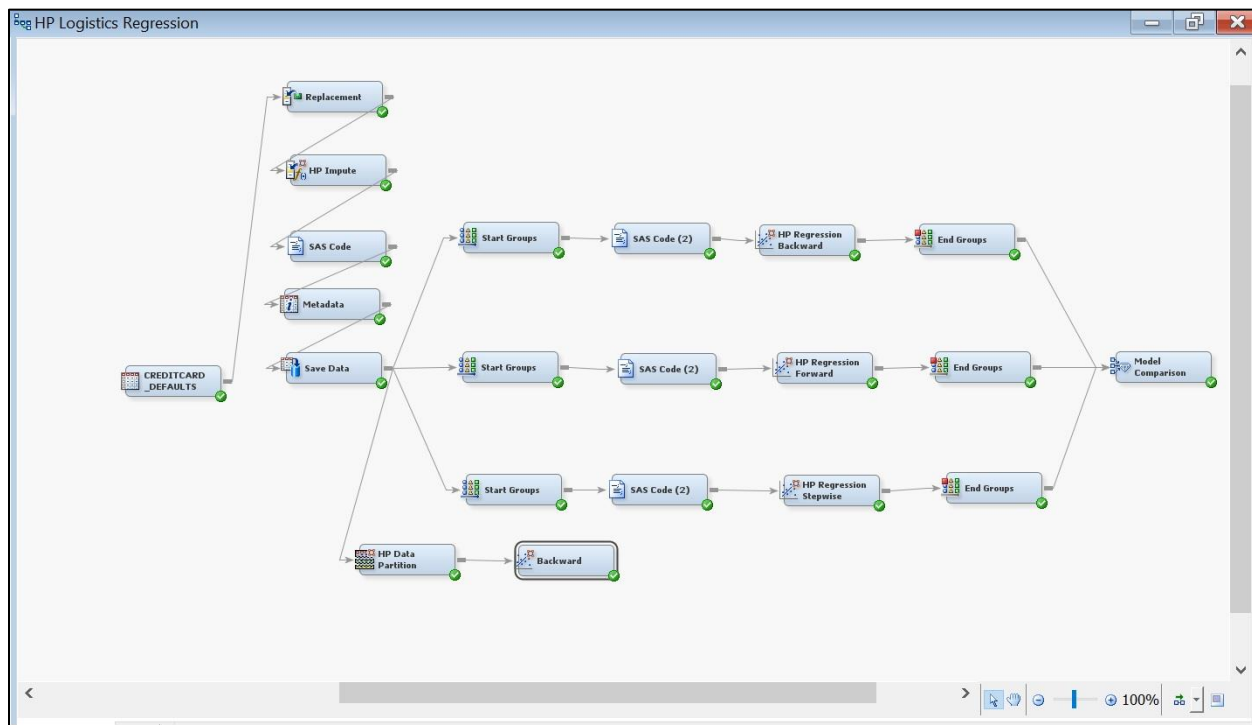 HP Logistics Regression
Replacement
HP Impute
SAS Code
Metadata
CREDITCARD
_DEFAULTS
Save Data
Start Groups
SAS Code (2)
HP Regression
Backward
End Groups
Start Groups
SAS Code (2)
HP Regression
Forward
End Groups
Model
Comparison
Start Groups
SAS Code (2)
HP Regression
Stepwise
End Groups
HP Data
Partition
Backward
100%